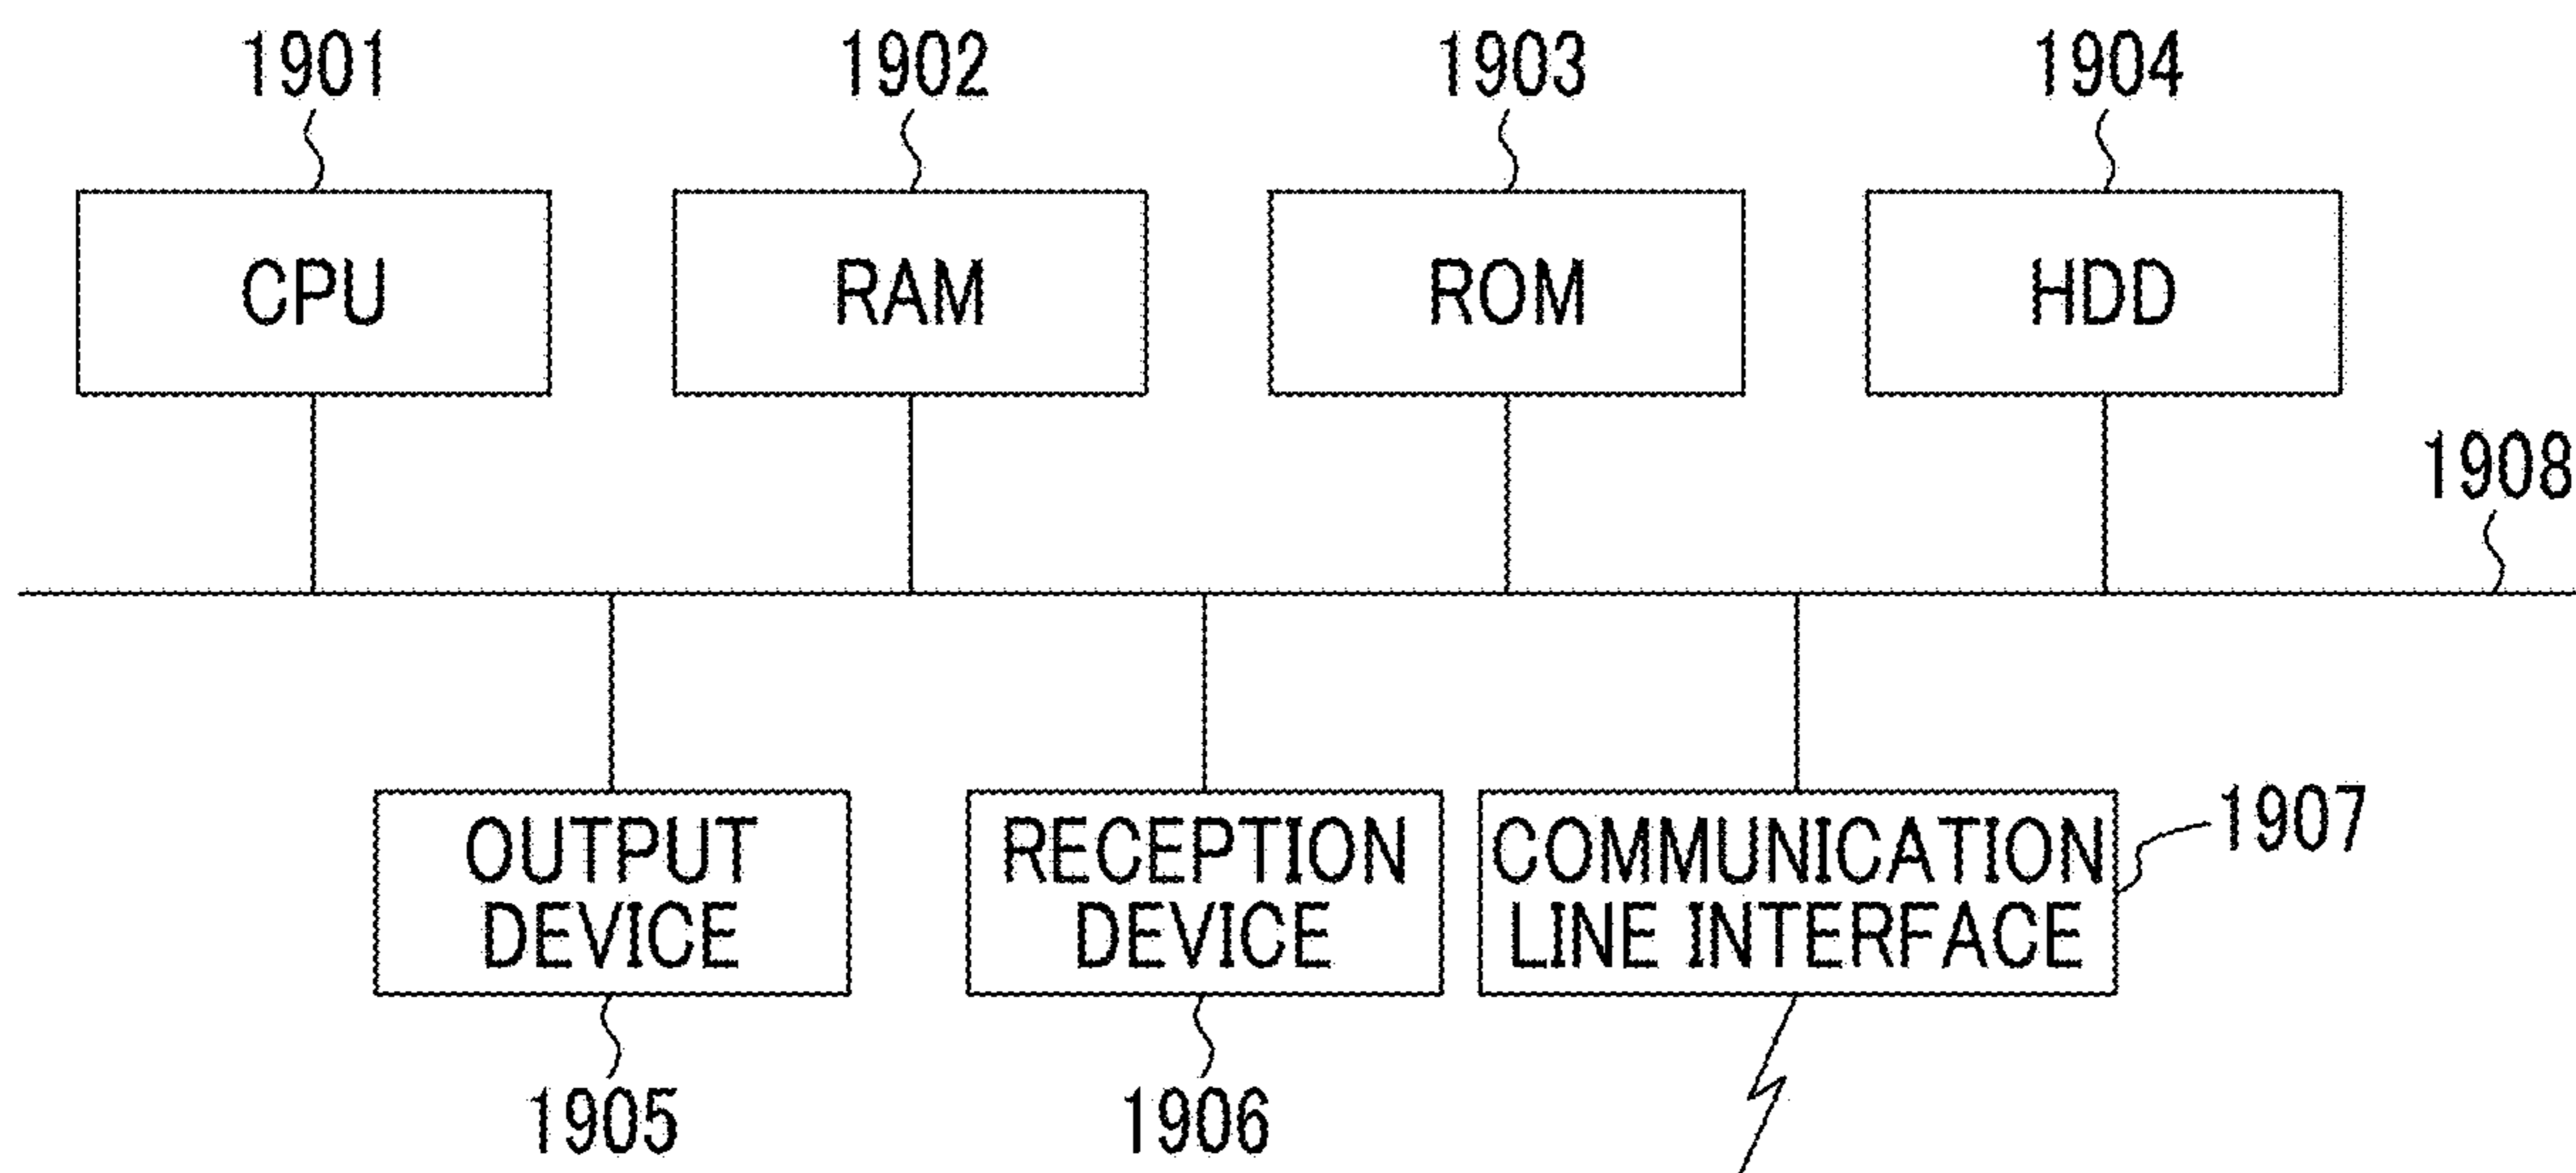 1901
1902
1903
1904
CPU
RAM
ROM
HDD
1908
OUTPUT
DEVICE
RECEPTION
DEVICE
COMMUNICATION
LINE INTERFACE
1907
1905
1906